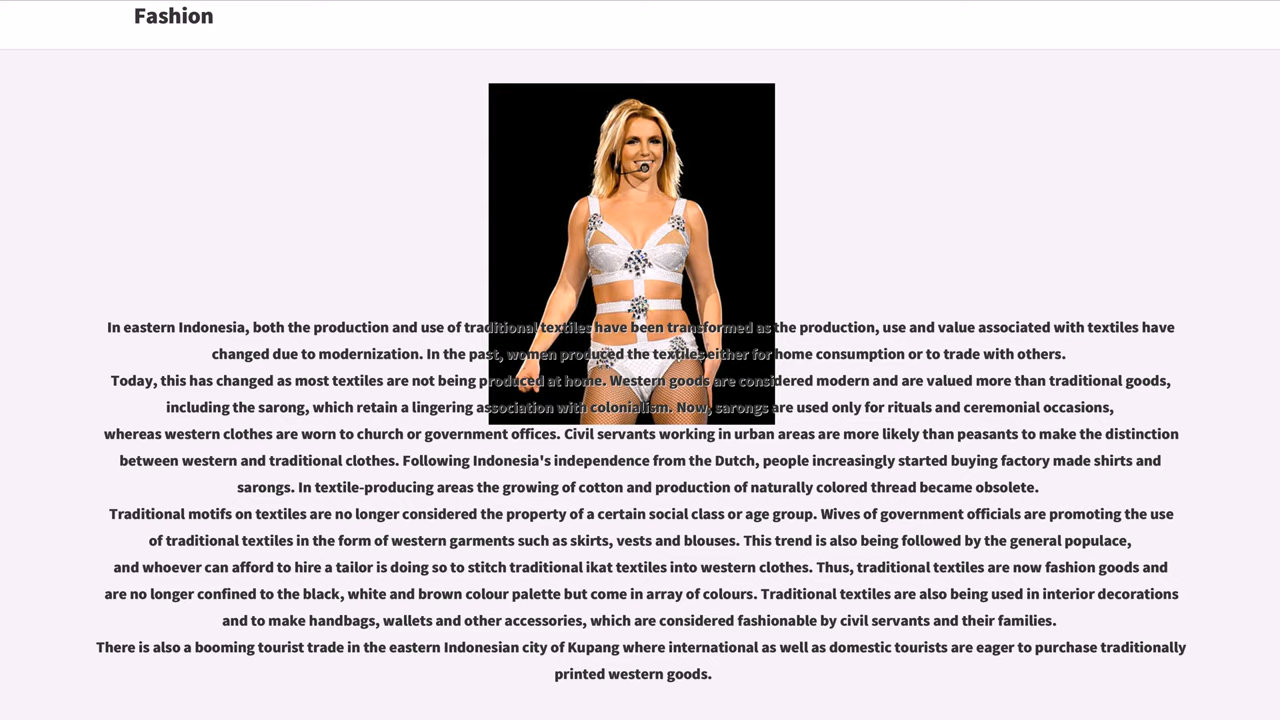 Fashion
In eastern Indonesia, both the production and use of traditional textiles have been transformed as the production, use and value associated with textiles have
changed due to modernization. In the past, women produced the textiles either for home consumption or to trade with others.
Today, this has changed as most textiles are not being produced at home. Western goods are considered modern and are valued more than traditional goods,
including the sarong, which retain a lingering association with colonialism. Now, sarongs are used only for rituals and ceremonial occasions,
whereas western clothes are worn to church or government offices. Civil servants working in urban areas are more likely than peasants to make the distinction
between western and traditional clothes. Following Indonesia's independence from the Dutch, people increasingly started buying factory made shirts and
sarongs. In textile-producing areas the growing of cotton and production of naturally colored thread became obsolete.
Traditional motifs on textiles are no longer considered the property of a certain social class or age group. Wives of government officials are promoting the use
of traditional textiles in the form of western garments such as skirts, vests and blouses. This trend is also being followed by the general populace,
and whoever can afford to hire a tailor is doing so to stitch traditional ikat textiles into western clothes. Thus, traditional textiles are now fashion goods and
are no longer confined to the black, white and brown colour palette but come in array of colours. Traditional textiles are also being used in interior decorations
and to make handbags, wallets and other accessories, which are considered fashionable by civil servants and their families.
There is also a booming tourist trade in the eastern Indonesian city of Kupang where international as well as domestic tourists are eager to purchase traditionally
printed western goods.